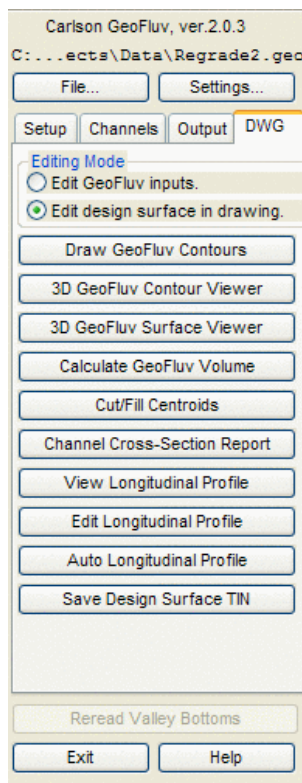 Carlson GeoFluv, ver.2.0.3
C:...ects\Data\Regrade2.geo
File... Settings...
Setup Channels Output DWG
Editing Mode
Edit GeoFluv inputs.
Edit design surface in drawing.
Draw GeoFluv Contours
3D GeoFluv Contour Viewer
3D GeoFluv Surface Viewer
Calculate GeoFluv Volume
Cut/Fill Centroids
Channel Cross-Section Report
View Longitudinal Profile
Edit Longitudinal Profile
Auto Longitudinal Profile
Save Design Surface TIN
Reread Valley Bottoms
Exit Help